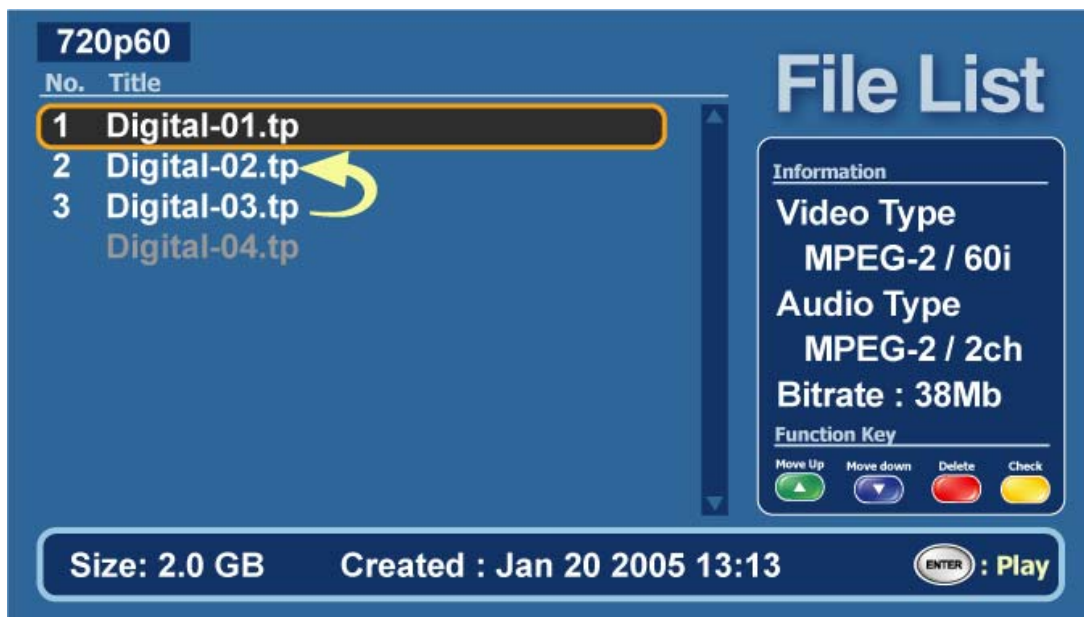 720p60
No. Title
1 Digital-01.tp
2 Digital-02.tp
3 Digital-03.tp
Digital-04.tp
File List
Information
Video Type
MPEG-2 / 60i
Audio Type
MPEG-2 / 2ch
Bitrate : 38Mb
Function Key
Move Up Move down Delete Check
Size: 2.0 GB Created : Jan 20 2005 13:13 ENTER : Play